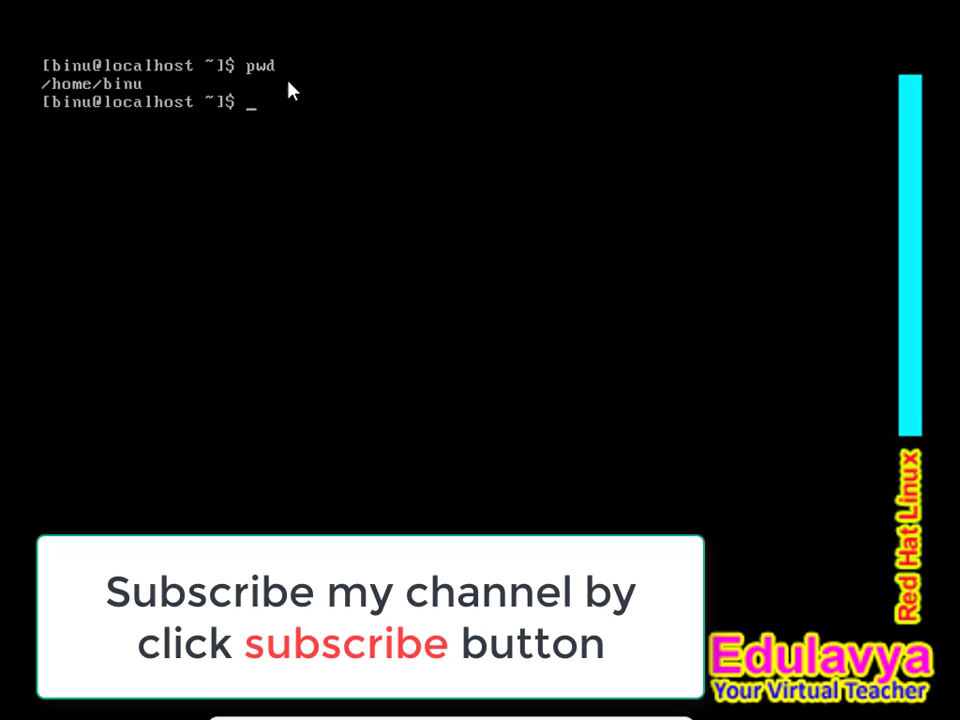 [binu@localhost ~]$ pwd
/home/binu
[binu@localhost ~]$ _
Red Hat Linux
Subscribe my channel by
click subscribe button
Edulavya
Your Virtual Teacher